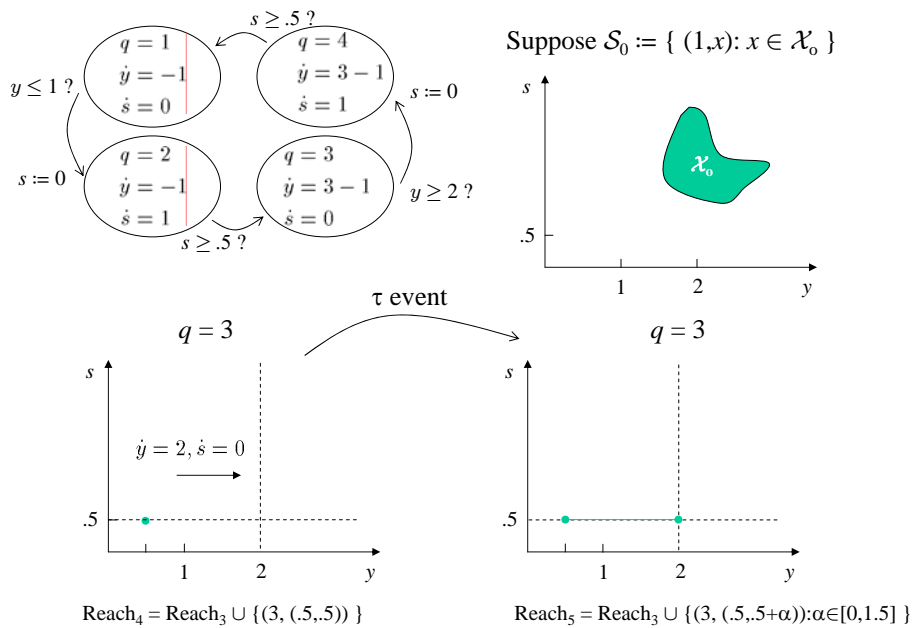 s ≥ .5 ?
q = 1
ẏ = −1
ṡ = 0
q = 4
ẏ = 3 − 1
ṡ = 1
y ≤ 1 ?
s := 0
q = 2
ẏ = −1
ṡ = 1
q = 3
ẏ = 3 − 1
ṡ = 0
s := 0
y ≥ 2 ?
s ≥ .5 ?
Suppose 𝒮₀ := { (1,x): x ∈ 𝒳ₒ }
s
𝒳ₒ
.5
1
2
y
τ event
q = 3
s
ẏ = 2, ṡ = 0
.5
1
2
y
Reach₄ = Reach₃ ∪ {(3, (.5,.5)) }
q = 3
s
.5
1
2
y
Reach₅ = Reach₃ ∪ {(3, (.5,.5+α)):α∈[0,1.5] }